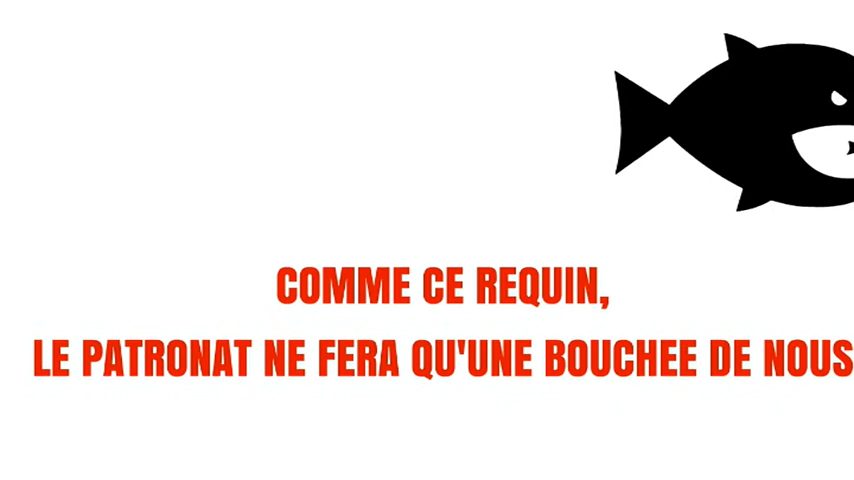 COMME CE REQUIN,
LE PATRONAT NE FERA QU'UNE BOUCHEE DE NOUS